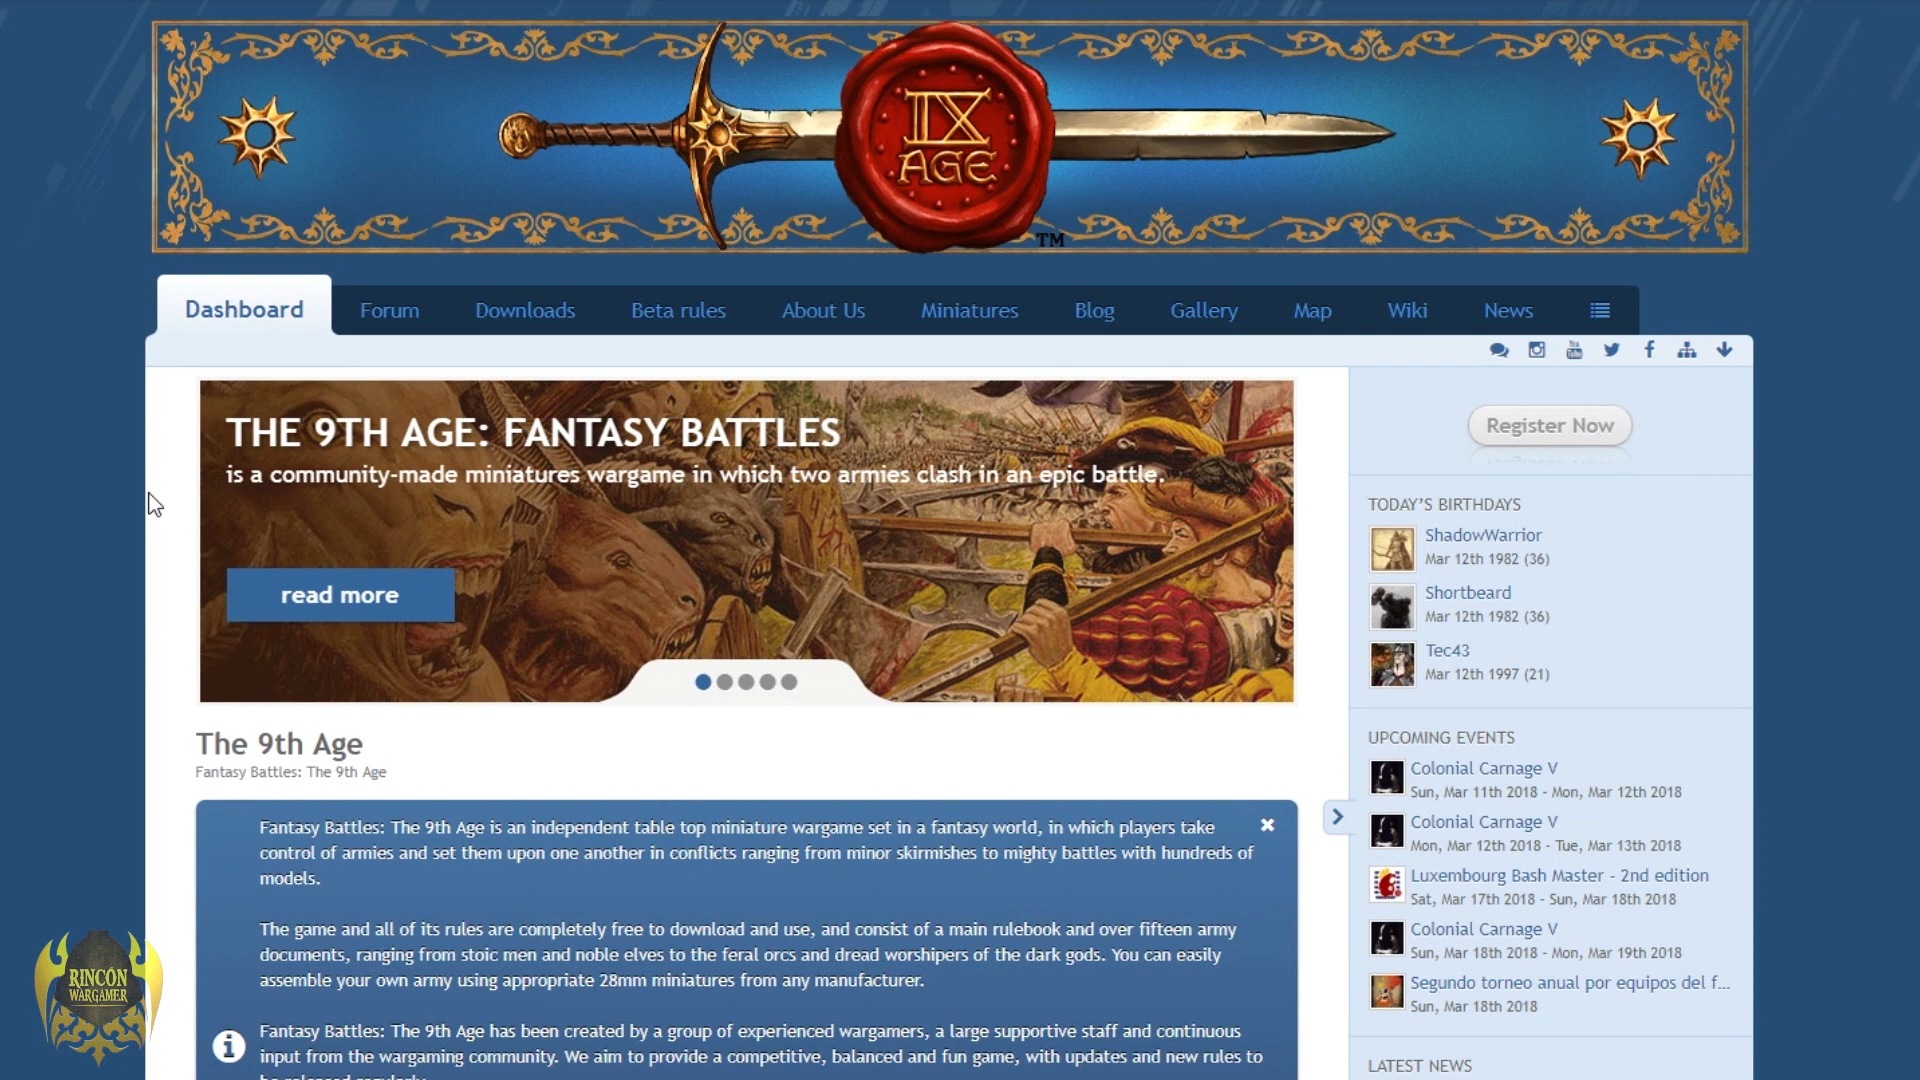 IX
AGE
TM
Dashboard
Forum
Downloads
Beta rules
About Us
Miniatures
Blog
Gallery
Map
Wiki
News
You
Tube
THE 9TH AGE: FANTASY BATTLES
is a community-made miniatures wargame in which two armies clash in an epic battle.
read more
The 9th Age
Fantasy Battles: The 9th Age
Fantasy Battles: The 9th Age is an independent table top miniature wargame set in a fantasy world, in which players take
control of armies and set them upon one another in conflicts ranging from minor skirmishes to mighty battles with hundreds of
models.
The game and all of its rules are completely free to download and use, and consist of a main rulebook and over fifteen army
documents, ranging from stoic men and noble elves to the feral orcs and dread worshipers of the dark gods. You can easily
assemble your own army using appropriate 28mm miniatures from any manufacturer.
Fantasy Battles: The 9th Age has been created by a group of experienced wargamers, a large supportive staff and continuous
input from the wargaming community. We aim to provide a competitive, balanced and fun game, with updates and new rules to
be released regularly.
Register Now
TODAY'S BIRTHDAYS
ShadowWarrior
Mar 12th 1982 (36)
Shortbeard
Mar 12th 1982 (36)
Tec43
Mar 12th 1997 (21)
UPCOMING EVENTS
Colonial Carnage V
Sun, Mar 11th 2018 - Mon, Mar 12th 2018
Colonial Carnage V
Mon, Mar 12th 2018 - Tue, Mar 13th 2018
Luxembourg Bash Master - 2nd edition
Sat, Mar 17th 2018 - Sun, Mar 18th 2018
Colonial Carnage V
Sun, Mar 18th 2018 - Mon, Mar 19th 2018
Segundo torneo anual por equipos del f...
Sun, Mar 18th 2018
LATEST NEWS
RINCÓN
WARGAMER